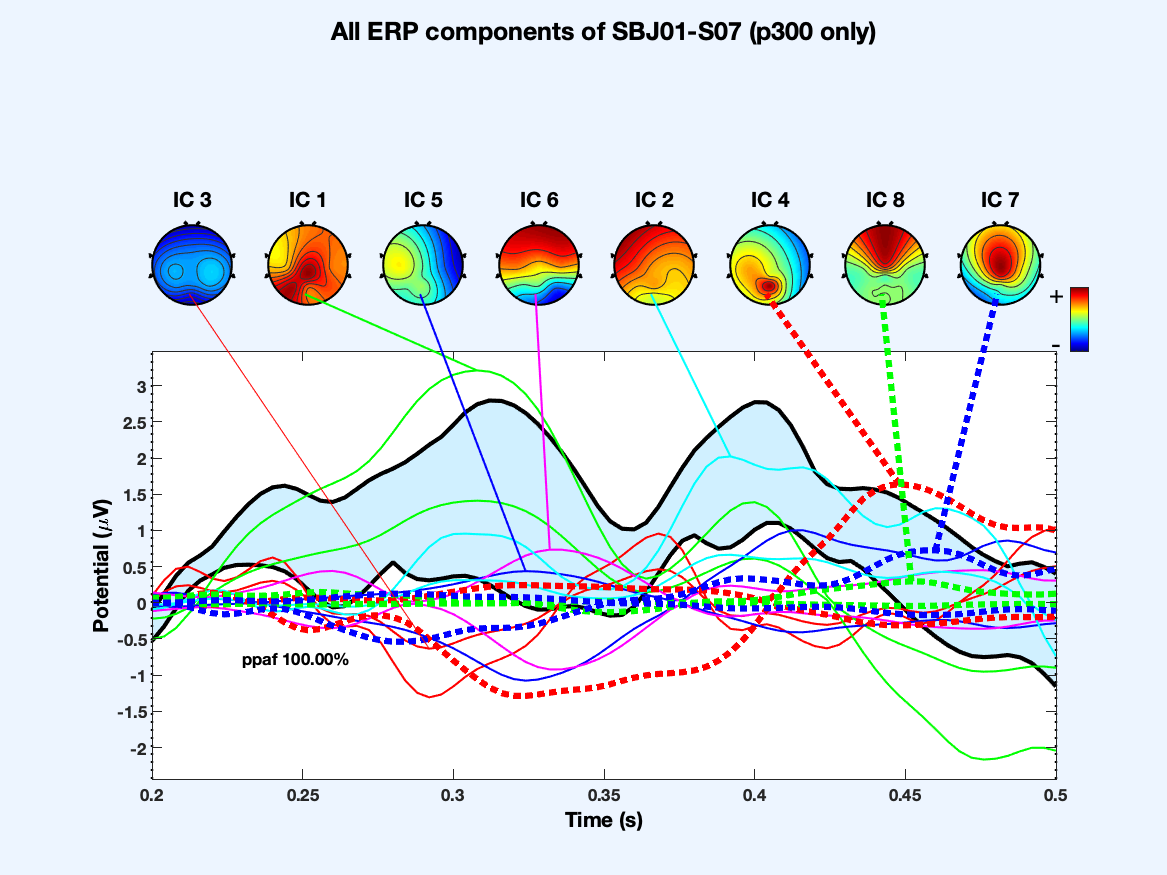 All ERP components of SBJ01-S07 (p300 only)
IC 3 IC 1 IC 5 IC 6 IC 2 IC 4 IC 8 IC 7
+
-
3
2.5
2
1.5
1
0.5
0
-0.5
-1
-1.5
-2
Potential (μV)
ppaf 100.00%
0.2 0.25 0.3 0.35 0.4 0.45 0.5
Time (s)